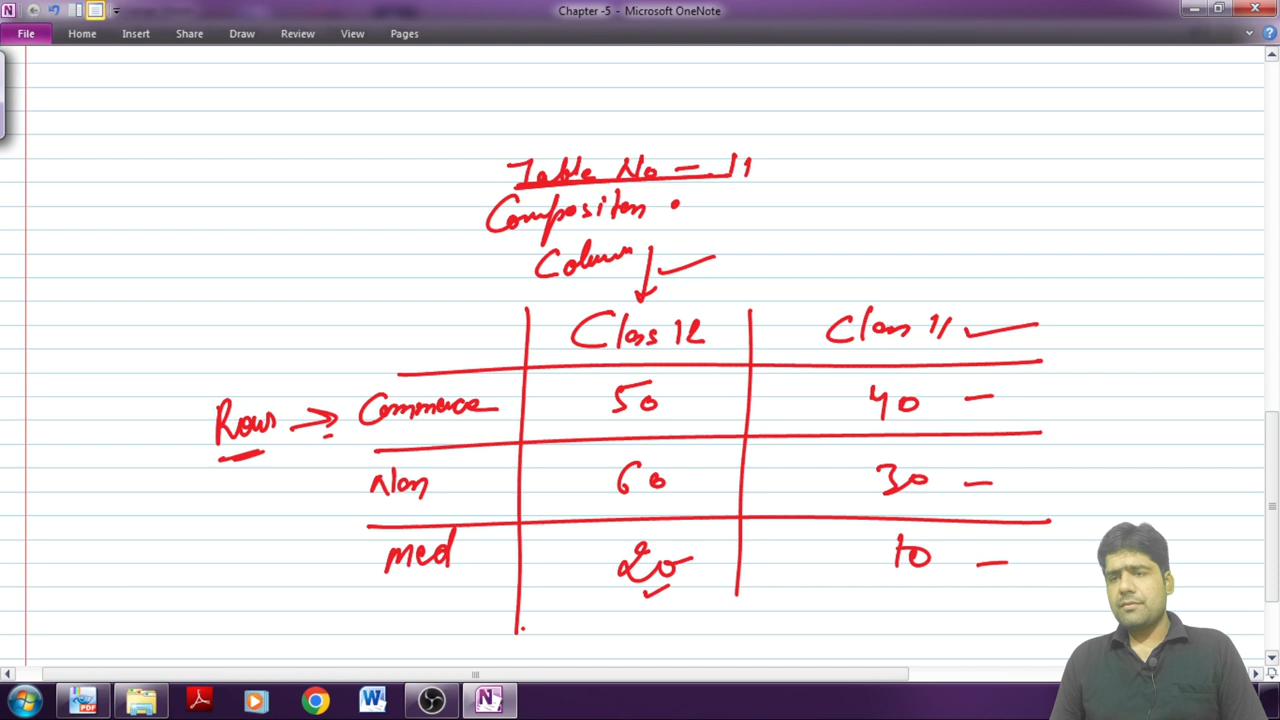 Chapter -5 - Microsoft OneNote
File Home Insert Share Draw Review View Pages
Table No - 11
Compositon
Column
Class 12 Class 11
Rows Commerce 50 40
Non 60 30
med 20 10